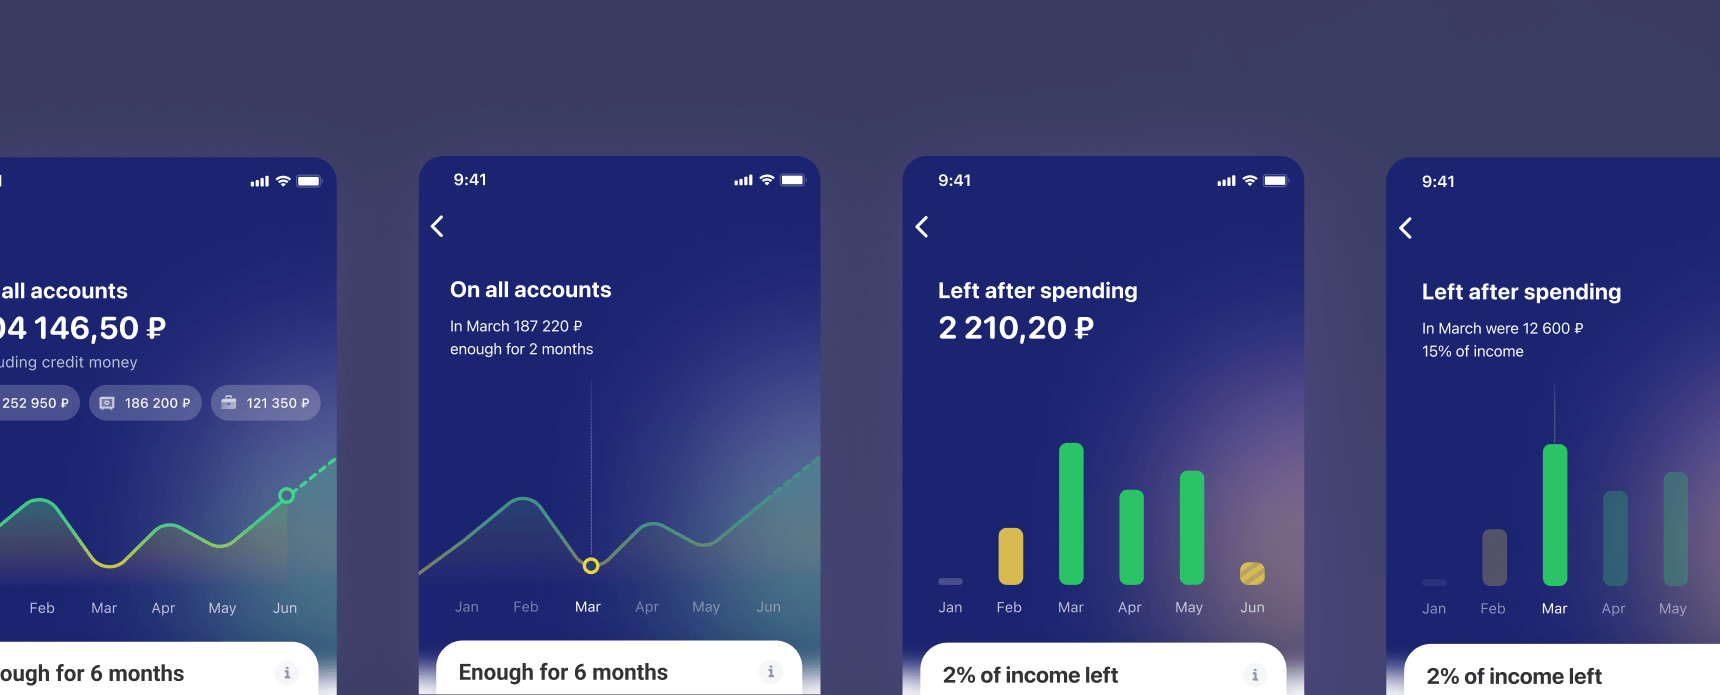 all accounts
04 146,50 ₽
uding credit money
252 950 ₽
186 200 ₽
121 350 ₽
Feb
Mar
Apr
May
Jun
ough for 6 months
i
9:41
On all accounts
In March 187 220 ₽
enough for 2 months
Jan
Feb
Mar
Apr
May
Jun
Enough for 6 months
i
9:41
Left after spending
2 210,20 ₽
Jan
Feb
Mar
Apr
May
Jun
2% of income left
i
9:41
Left after spending
In March were 12 600 ₽
15% of income
Jan
Feb
Mar
Apr
May
2% of income left